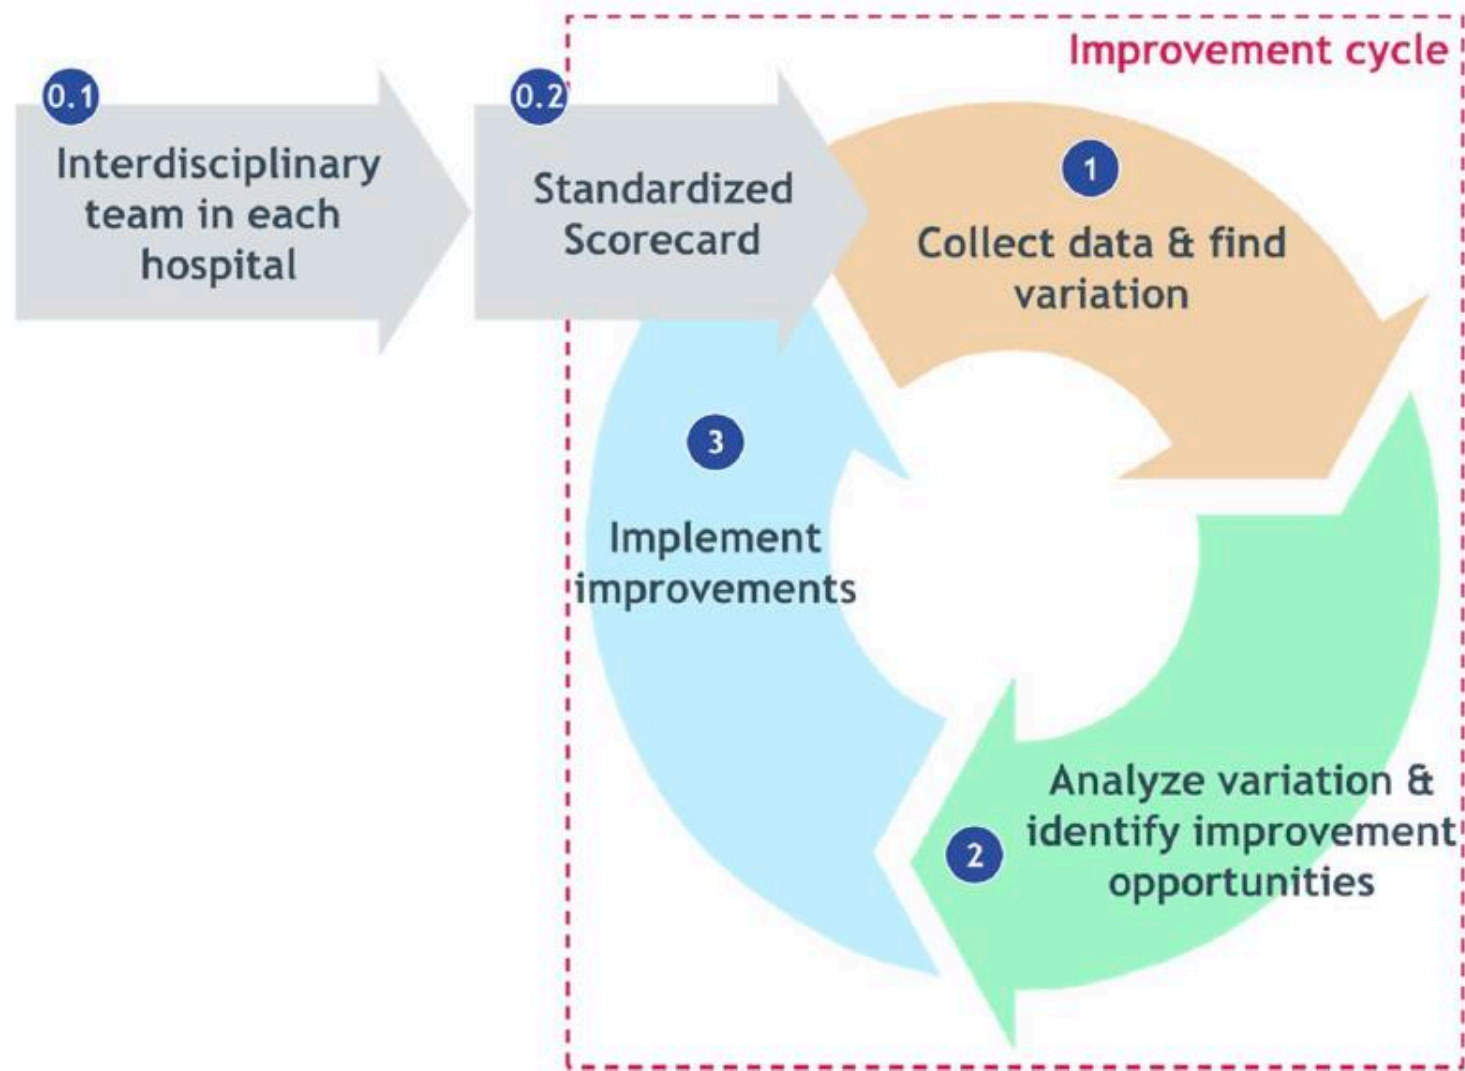 Improvement cycle
0.1
Interdisciplinary
team in each
hospital
0.2
Standardized
Scorecard
1
Collect data & find
variation
2
Analyze variation &
identify improvement
opportunities
3
Implement
improvements